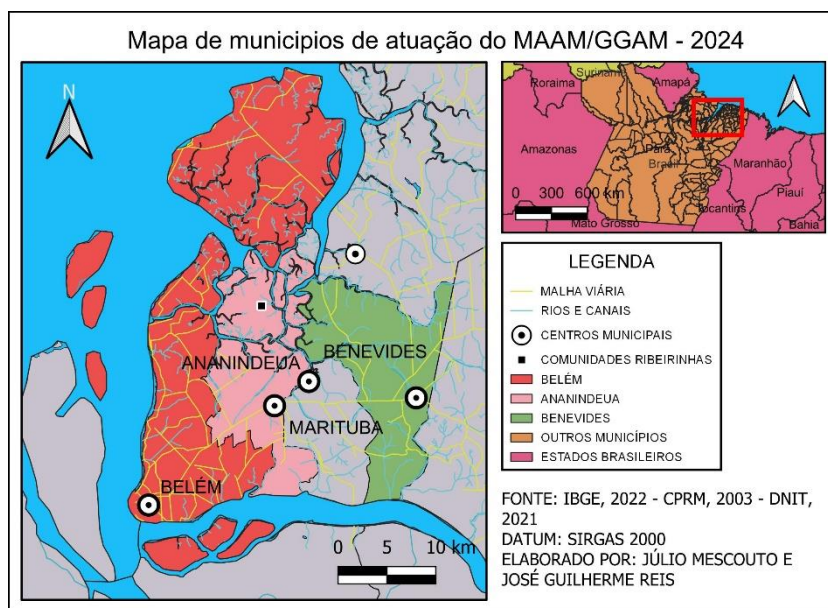 Mapa de municipios de atuação do MAAM/GGAM - 2024
N
ANANINDEUA
BENEVIDES
MARITUBA
BELÉM
0 5 10 km
Suriname
Roraima
Amapá
Amazonas
Pará
Brasil
Maranhão
Piauí
Tocantins
Mato Grosso
Bahia
0 300 600 km
LEGENDA
MALHA VIÁRIA
RIOS E CANAIS
CENTROS MUNICIPAIS
COMUNIDADES RIBEIRINHAS
BELÉM
ANANINDEUA
BENEVIDES
OUTROS MUNICÍPIOS
ESTADOS BRASILEIROS
FONTE: IBGE, 2022 - CPRM, 2003 - DNIT,
2021
DATUM: SIRGAS 2000
ELABORADO POR: JÚLIO MESCOUTO E
JOSÉ GUILHERME REIS